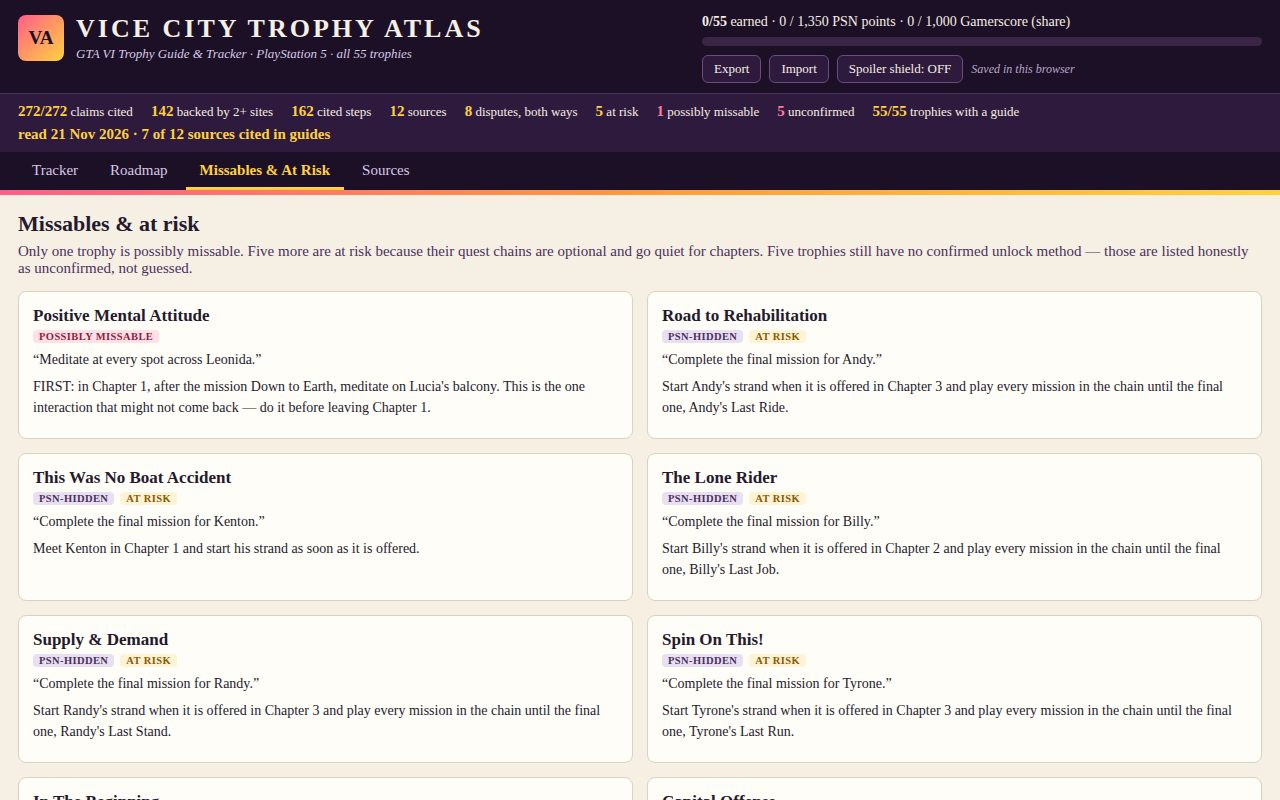 VA
VICE CITY TROPHY ATLAS
GTA VI Trophy Guide & Tracker · PlayStation 5 · all 55 trophies
0/55 earned · 0 / 1,350 PSN points · 0 / 1,000 Gamerscore (share)
Export
Import
Spoiler shield: OFF
Saved in this browser
272/272 claims cited
142 backed by 2+ sites
162 cited steps
12 sources
8 disputes, both ways
5 at risk
1 possibly missable
5 unconfirmed
55/55 trophies with a guide
read 21 Nov 2026 · 7 of 12 sources cited in guides
Tracker
Roadmap
Missables & At Risk
Sources
Missables & at risk
Only one trophy is possibly missable. Five more are at risk because their quest chains are optional and go quiet for chapters. Five trophies still have no confirmed unlock method — those are listed honestly
as unconfirmed, not guessed.
Positive Mental Attitude
POSSIBLY MISSABLE
“Meditate at every spot across Leonida.”
FIRST: in Chapter 1, after the mission Down to Earth, meditate on Lucia's balcony. This is the one
interaction that might not come back — do it before leaving Chapter 1.
Road to Rehabilitation
PSN-HIDDEN
AT RISK
“Complete the final mission for Andy.”
Start Andy's strand when it is offered in Chapter 3 and play every mission in the chain until the final
one, Andy's Last Ride.
This Was No Boat Accident
PSN-HIDDEN
AT RISK
“Complete the final mission for Kenton.”
Meet Kenton in Chapter 1 and start his strand as soon as it is offered.
The Lone Rider
PSN-HIDDEN
AT RISK
“Complete the final mission for Billy.”
Start Billy's strand when it is offered in Chapter 2 and play every mission in the chain until the final
one, Billy's Last Job.
Supply & Demand
PSN-HIDDEN
AT RISK
“Complete the final mission for Randy.”
Start Randy's strand when it is offered in Chapter 3 and play every mission in the chain until the final
one, Randy's Last Stand.
Spin On This!
PSN-HIDDEN
AT RISK
“Complete the final mission for Tyrone.”
Start Tyrone's strand when it is offered in Chapter 3 and play every mission in the chain until the final
one, Tyrone's Last Run.
In The Beginning